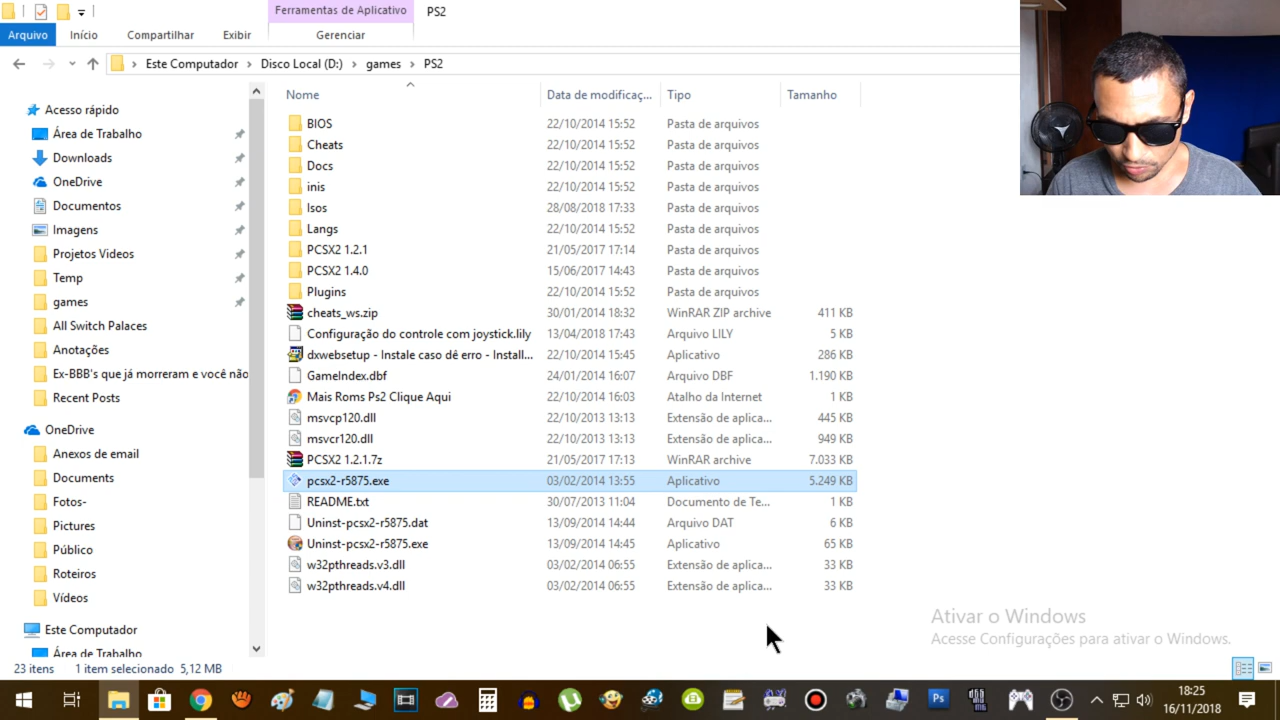 Ferramentas de Aplicativo PS2
Arquivo Início Compartilhar Exibir Gerenciar
Este Computador Disco Local (D:) games PS2
Nome Data de modificaç... Tipo Tamanho
Acesso rápido
Área de Trabalho
Downloads
OneDrive
Documentos
Imagens
Projetos Videos
Temp
games
All Switch Palaces
Anotações
Ex-BBB's que já morreram e você não
Recent Posts
OneDrive
Anexos de email
Documents
Fotos-
Pictures
Público
Roteiros
Vídeos
Este Computador
Área de Trabalho
BIOS 22/10/2014 15:52 Pasta de arquivos
Cheats 22/10/2014 15:52 Pasta de arquivos
Docs 22/10/2014 15:52 Pasta de arquivos
inis 22/10/2014 15:52 Pasta de arquivos
Isos 28/08/2018 17:33 Pasta de arquivos
Langs 22/10/2014 15:52 Pasta de arquivos
PCSX2 1.2.1 21/05/2017 17:14 Pasta de arquivos
PCSX2 1.4.0 15/06/2017 14:43 Pasta de arquivos
Plugins 22/10/2014 15:52 Pasta de arquivos
cheats_ws.zip 30/01/2014 18:32 WinRAR ZIP archive 411 KB
Configuração do controle com joystick.lily 13/04/2018 17:43 Arquivo LILY 5 KB
dxwebsetup - Instale caso dê erro - Install... 22/10/2014 15:45 Aplicativo 286 KB
GameIndex.dbf 24/01/2014 16:07 Arquivo DBF 1.190 KB
Mais Roms Ps2 Clique Aqui 22/10/2014 16:03 Atalho da Internet 1 KB
msvcp120.dll 22/10/2013 13:13 Extensão de aplica... 445 KB
msvcr120.dll 22/10/2013 13:13 Extensão de aplica... 949 KB
PCSX2 1.2.1.7z 21/05/2017 17:13 WinRAR archive 7.033 KB
pcsx2-r5875.exe 03/02/2014 13:55 Aplicativo 5.249 KB
README.txt 30/07/2013 11:04 Documento de Te... 1 KB
Uninst-pcsx2-r5875.dat 13/09/2014 14:44 Arquivo DAT 6 KB
Uninst-pcsx2-r5875.exe 13/09/2014 14:45 Aplicativo 65 KB
w32pthreads.v3.dll 03/02/2014 06:55 Extensão de aplica... 33 KB
w32pthreads.v4.dll 03/02/2014 06:55 Extensão de aplica... 33 KB
Ativar o Windows
Acesse Configurações para ativar o Windows.
23 itens 1 item selecionado 5,12 MB
Ps
18:25
16/11/2018